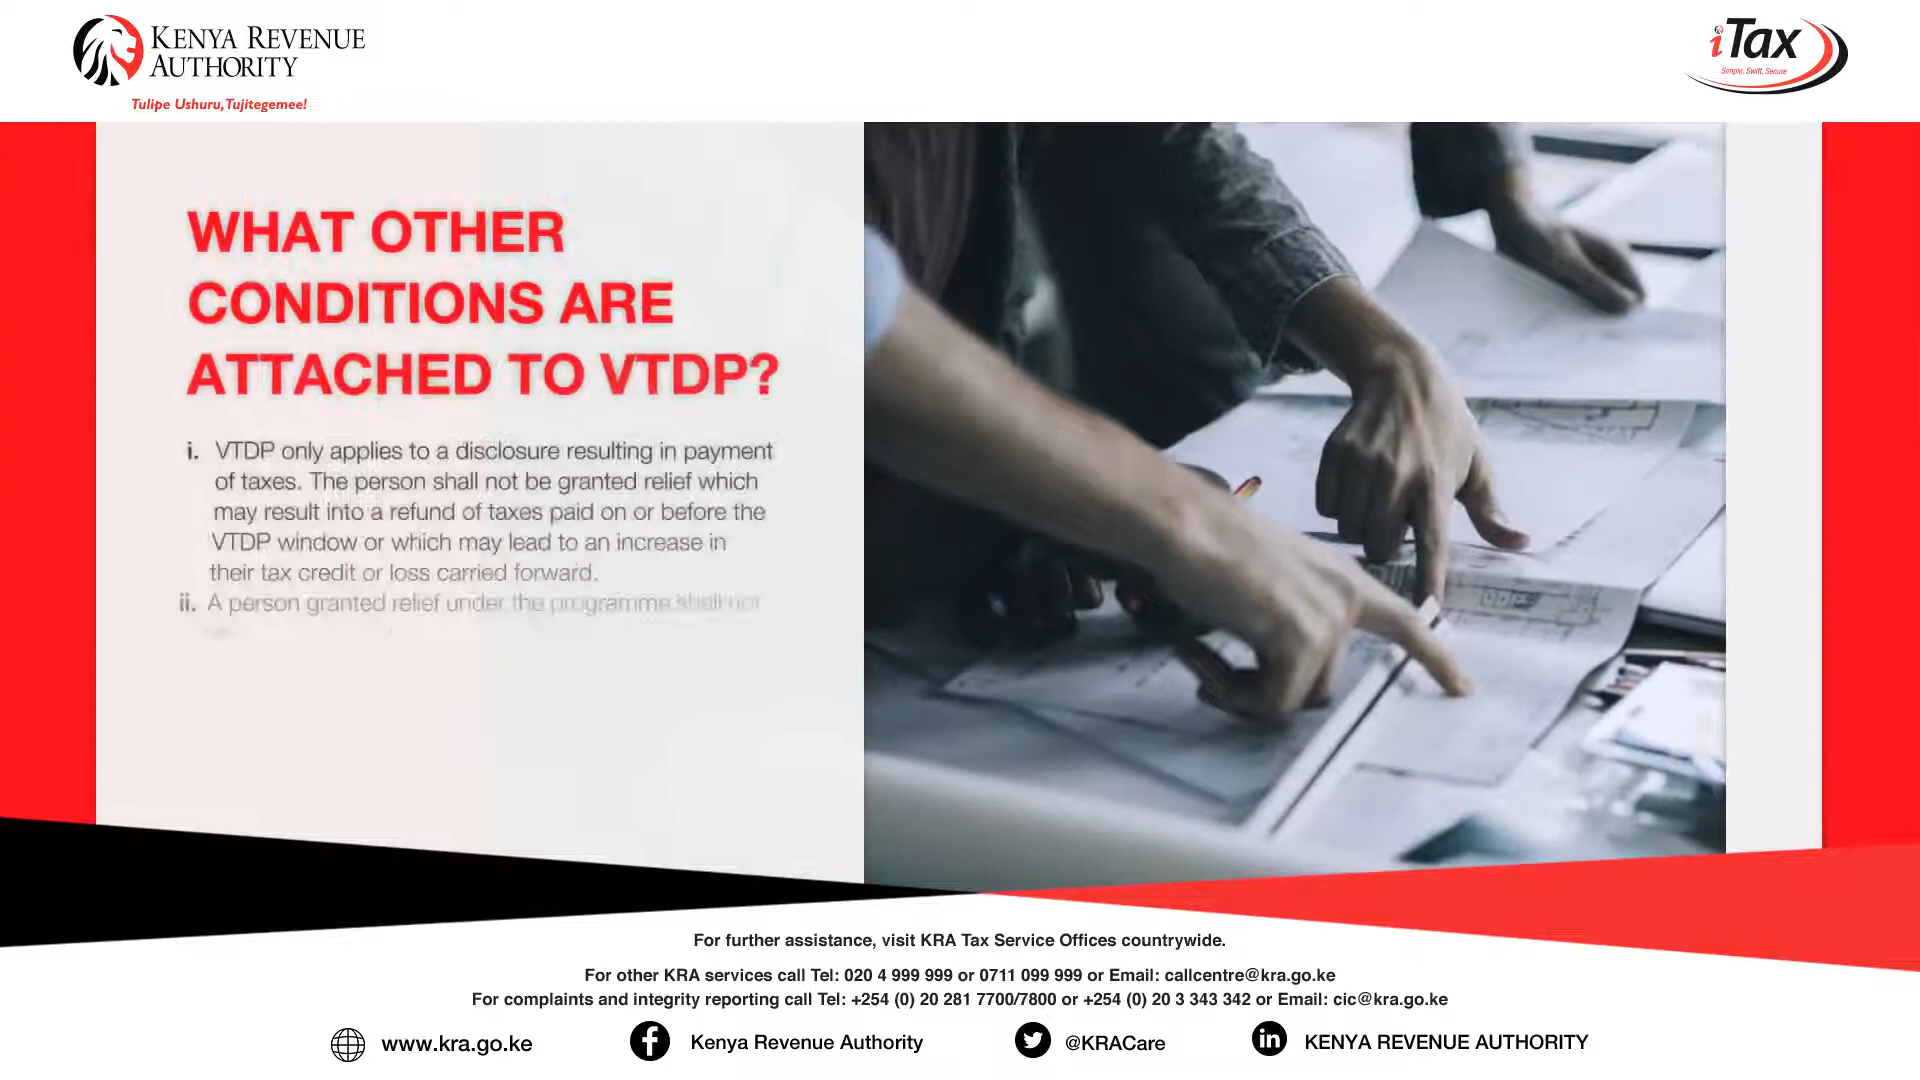 KENYA REVENUE
AUTHORITY
Tulipe Ushuru, Tujitegemee!
iTax
Simple, Swift, Secure
WHAT OTHER
CONDITIONS ARE
ATTACHED TO VTDP?
i. VTDP only applies to a disclosure resulting in payment
of taxes. The person shall not be granted relief which
may result into a refund of taxes paid on or before the
VTDP window or which may lead to an increase in
their tax credit or loss carried forward.
ii. A person granted relief under the programme shall not
For further assistance, visit KRA Tax Service Offices countrywide.
For other KRA services call Tel: 020 4 999 999 or 0711 099 999 or Email: callcentre@kra.go.ke
For complaints and integrity reporting call Tel: +254 (0) 20 281 7700/7800 or +254 (0) 20 3 343 342 or Email: cic@kra.go.ke
www.kra.go.ke
Kenya Revenue Authority
@KRACare
KENYA REVENUE AUTHORITY